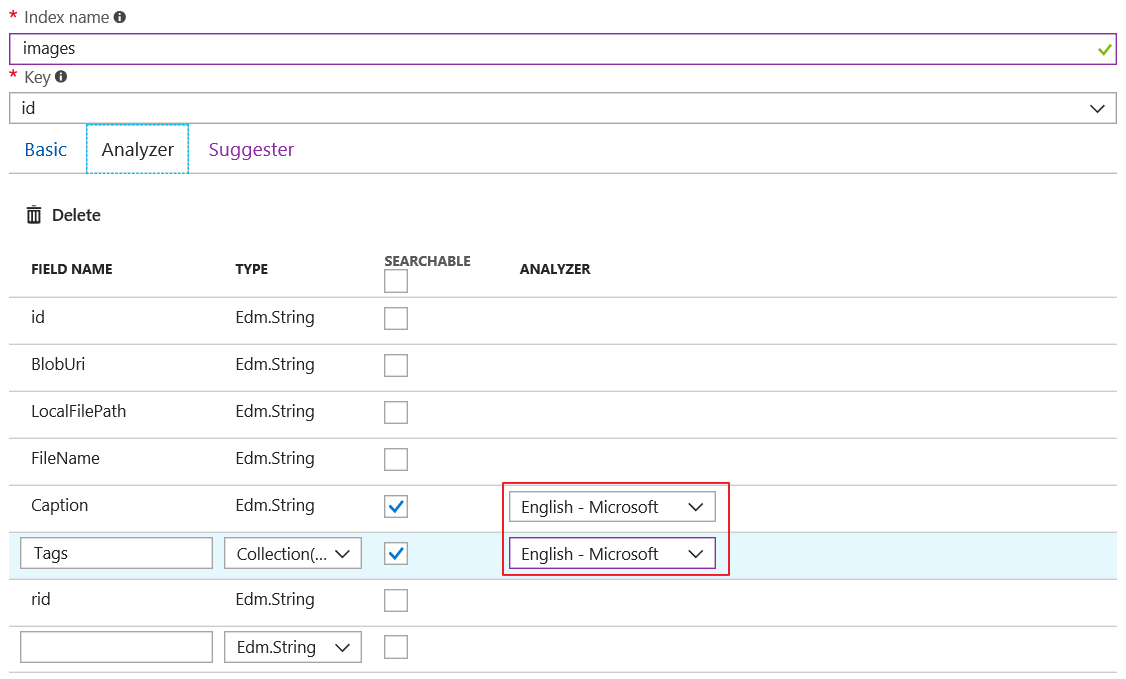 * Index name
images
* Key
id
Basic Analyzer Suggester
Delete
FIELD NAME TYPE SEARCHABLE ANALYZER
id Edm.String
BlobUri Edm.String
LocalFilePath Edm.String
FileName Edm.String
Caption Edm.String English - Microsoft
Tags Collection(... English - Microsoft
rid Edm.String
Edm.String